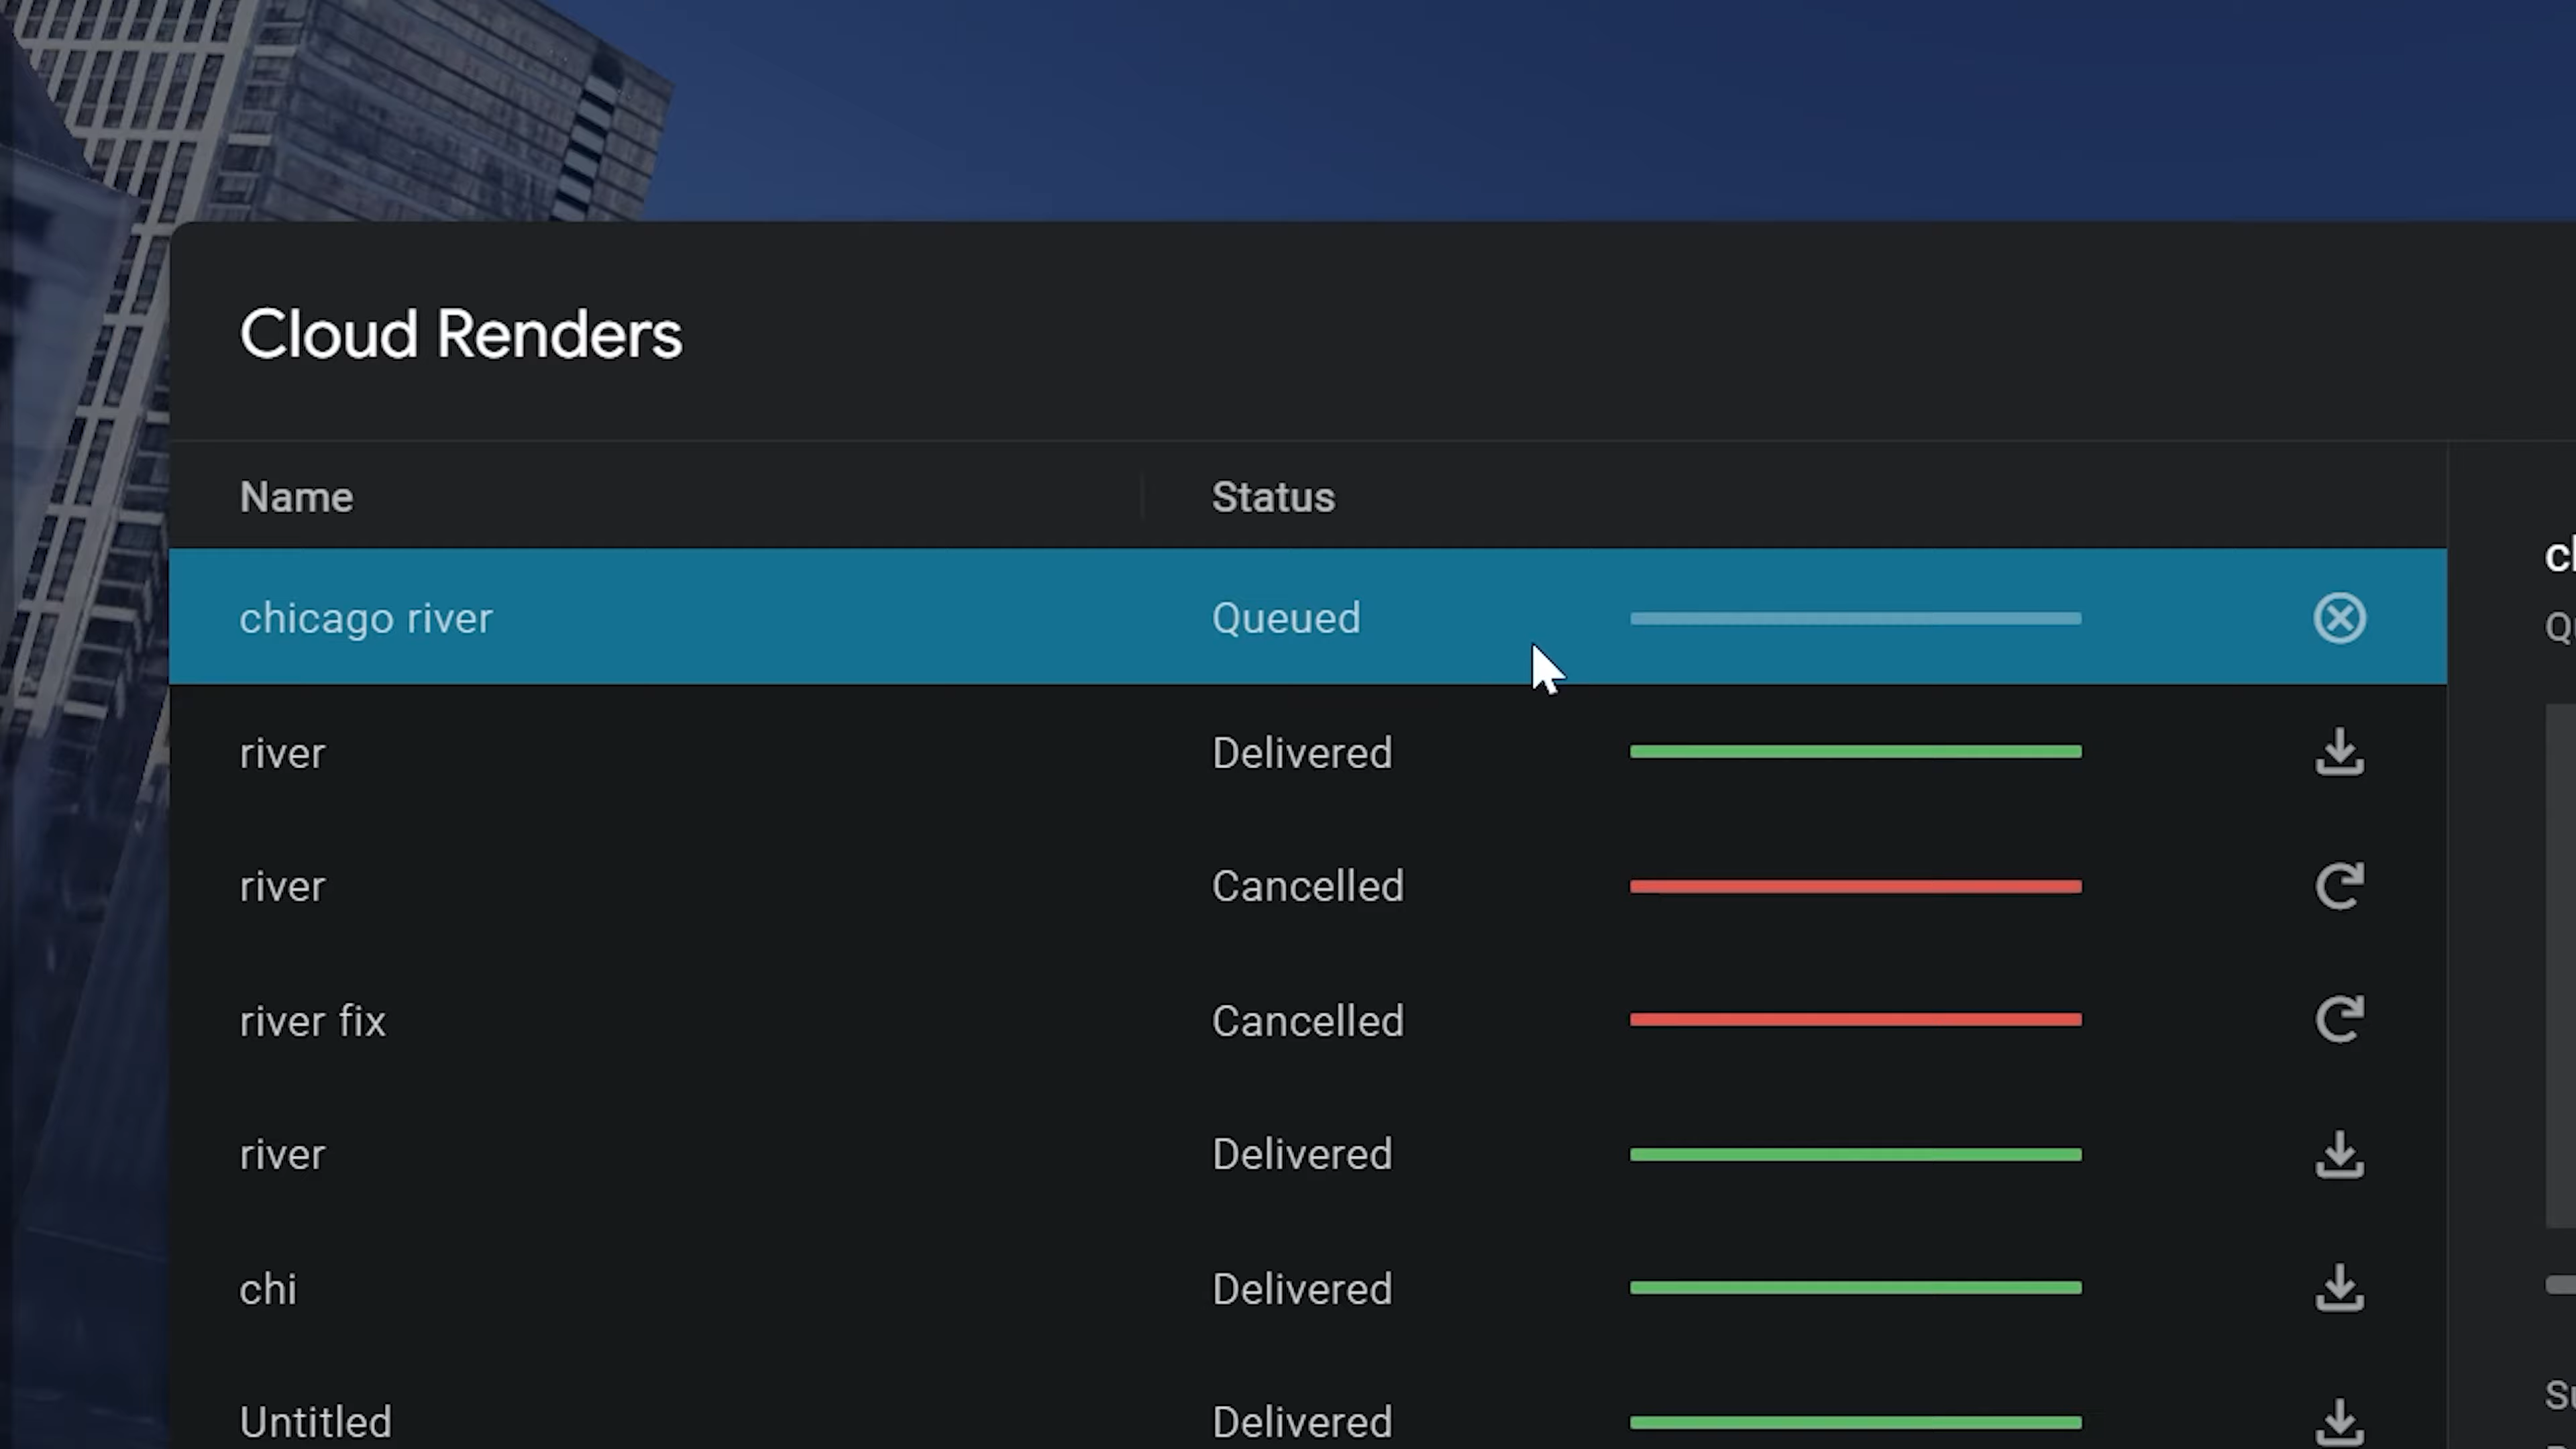 Cloud Renders
Name Status
chicago river Queued
river Delivered
river Cancelled
river fix Cancelled
river Delivered
chi Delivered
Untitled Delivered